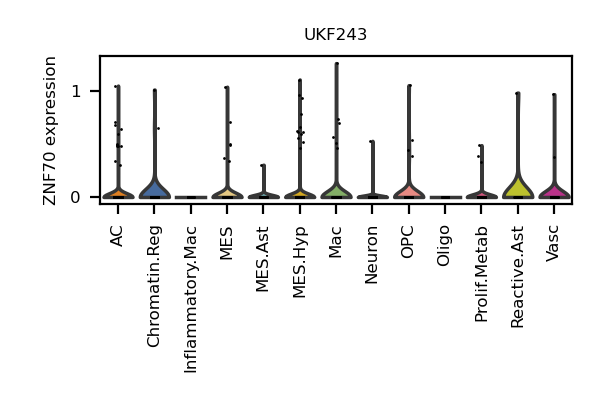 UKF243
ZNF70 expression
1
0
AC
Chromatin.Reg
Inflammatory.Mac
MES
MES.Ast
MES.Hyp
Mac
Neuron
OPC
Oligo
Prolif.Metab
Reactive.Ast
Vasc